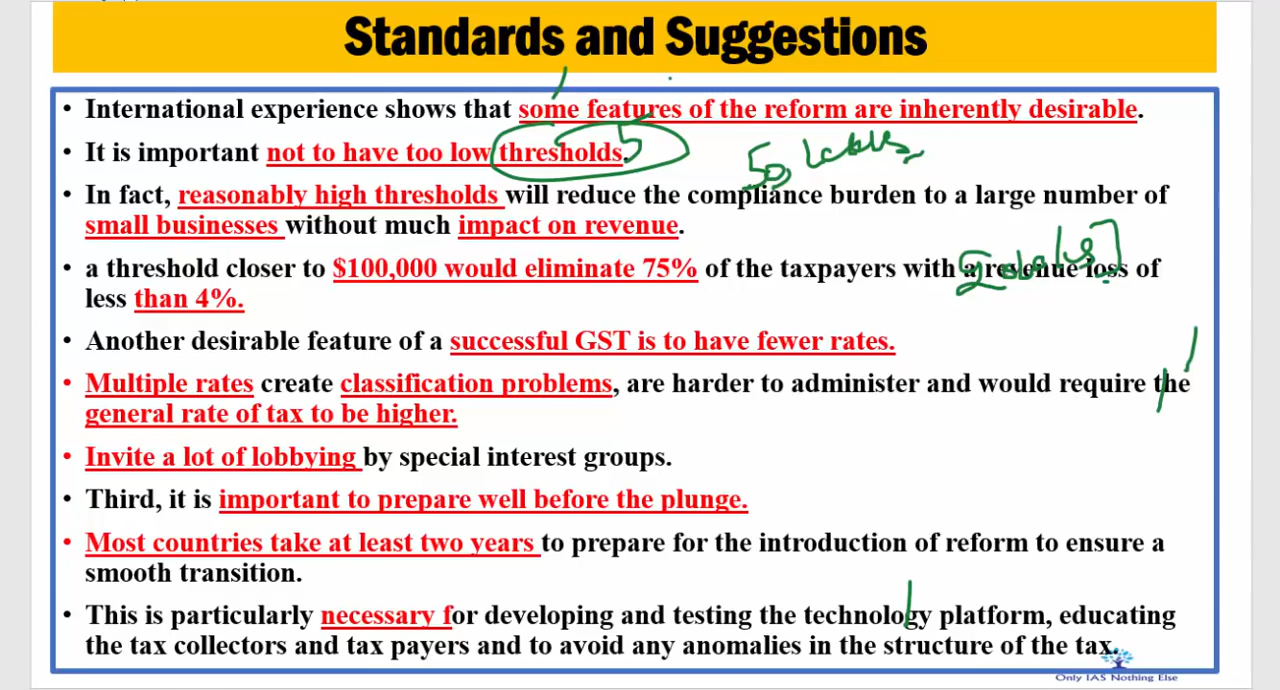 Standards and Suggestions
• International experience shows that some features of the reform are inherently desirable.
• It is important not to have too low thresholds.
50 lakhs
• In fact, reasonably high thresholds will reduce the compliance burden to a large number of
small businesses without much impact on revenue.
• a threshold closer to $100,000 would eliminate 75% of the taxpayers with a revenue loss of
less than 4%.
• Another desirable feature of a successful GST is to have fewer rates.
• Multiple rates create classification problems, are harder to administer and would require the
general rate of tax to be higher.
• Invite a lot of lobbying by special interest groups.
• Third, it is important to prepare well before the plunge.
• Most countries take at least two years to prepare for the introduction of reform to ensure a
smooth transition.
• This is particularly necessary for developing and testing the technology platform, educating
the tax collectors and tax payers and to avoid any anomalies in the structure of the tax.
Only IAS Nothing Else